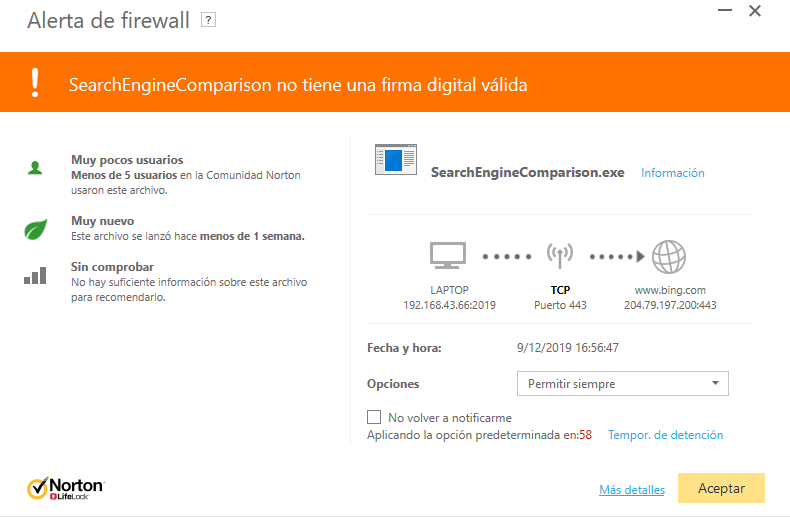 Alerta de firewall ?
SearchEngineComparison no tiene una firma digital válida
Muy pocos usuarios
Menos de 5 usuarios en la Comunidad Norton
usaron este archivo.
Muy nuevo
Este archivo se lanzó hace menos de 1 semana.
Sin comprobar
No hay suficiente información sobre este archivo
para recomendarlo.
SearchEngineComparison.exe Información
LAPTOP TCP www.bing.com
192.168.43.66:2019 Puerto 443 204.79.197.200:443
Fecha y hora: 9/12/2019 16:56:47
Opciones Permitir siempre
No volver a notificarme
Aplicando la opción predeterminada en:58 Tempor. de detención
Norton
LifeLock
Más detalles Aceptar